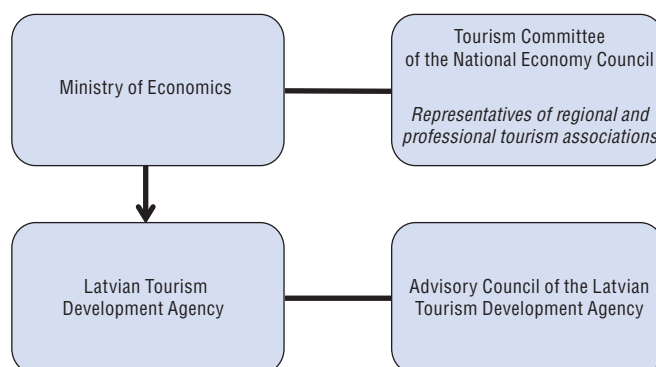 Ministry of Economics
Tourism Committee
of the National Economy Council
Representatives of regional and
professional tourism associations
Latvian Tourism
Development Agency
Advisory Council of the Latvian
Tourism Development Agency